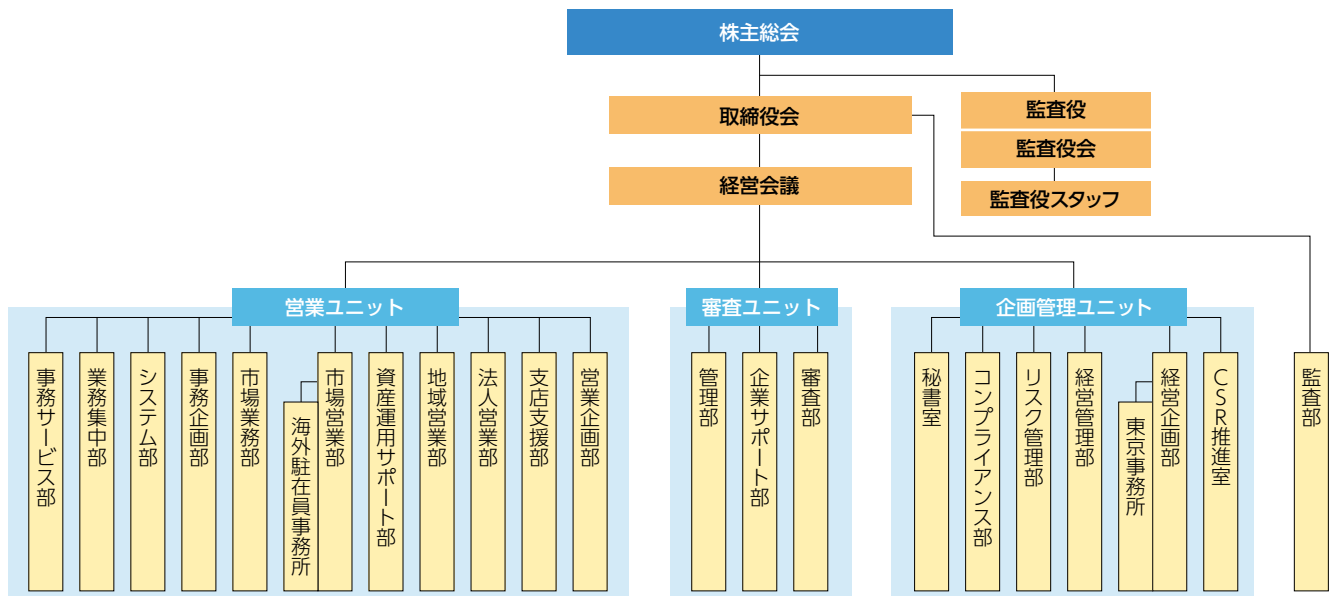 株主総会
取締役会
監査役
監査役会
経営会議
監査役スタッフ
営業ユニット
審査ユニット
企画管理ユニット
事務サービス部
業務集中部
システム部
事務企画部
市場業務部
海外駐在員事務所
市場営業部
資産運用サポート部
地域営業部
法人営業部
支店支援部
営業企画部
管理部
企業サポート部
審査部
秘書室
コンプライアンス部
リスク管理部
経営管理部
東京事務所
経営企画部
CSR推進室
監査部